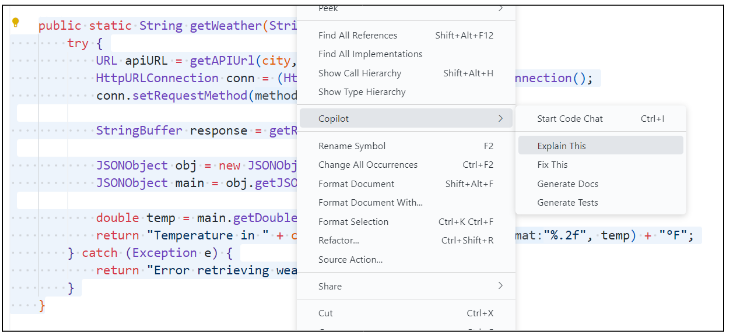 public static String getWeather(Stri
try {
URL apiURL = getAPIUrl(city,
HttpURLConnection conn = (Ht
nnection();
conn.setRequestMethod(method
StringBuffer response = getR
JSONObject obj = new JSONObj
JSONObject main = obj.getJSO
double temp = main.getDouble
return "Temperature in " + c
mat:"%.2f", temp) + "°F";
} catch (Exception e) {
return "Error retrieving wea
}
}
Peek
Find All References Shift+Alt+F12
Find All Implementations
Show Call Hierarchy Shift+Alt+H
Show Type Hierarchy
Copilot
Rename Symbol F2
Change All Occurrences Ctrl+F2
Format Document Shift+Alt+F
Format Document With...
Format Selection Ctrl+K Ctrl+F
Refactor... Ctrl+Shift+R
Source Action...
Share
Cut Ctrl+X
Start Code Chat Ctrl+I
Explain This
Fix This
Generate Docs
Generate Tests